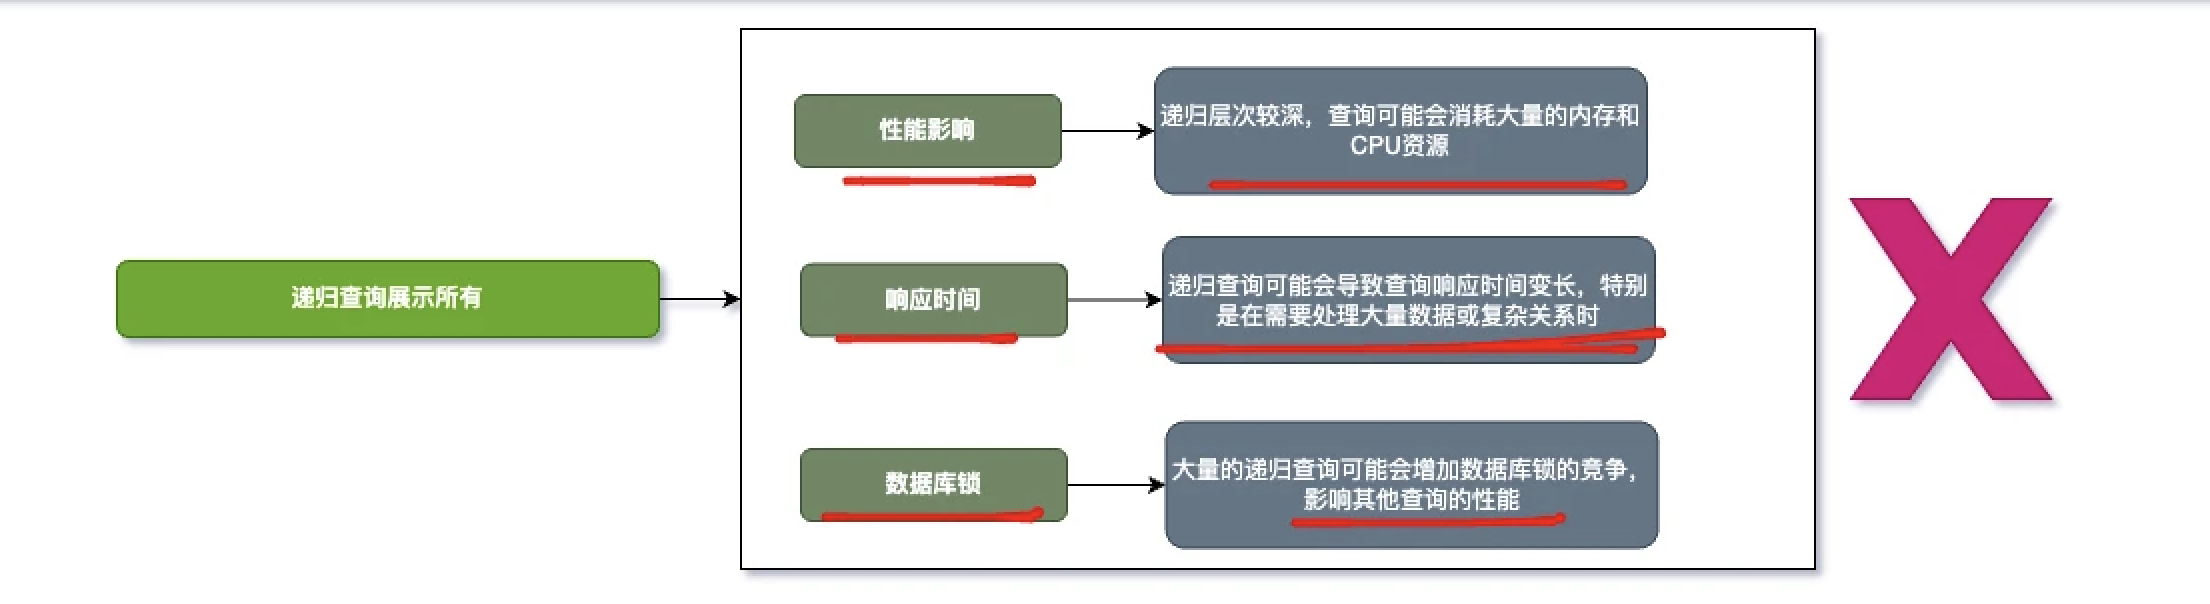 递归查询展示所有
性能影响
递归层次较深，查询可能会消耗大量的内存和
CPU资源
响应时间
递归查询可能会导致查询响应时间变长，特别
是在需要处理大量数据或复杂关系时
数据库锁
大量的递归查询可能会增加数据库锁的竞争，
影响其他查询的性能
X